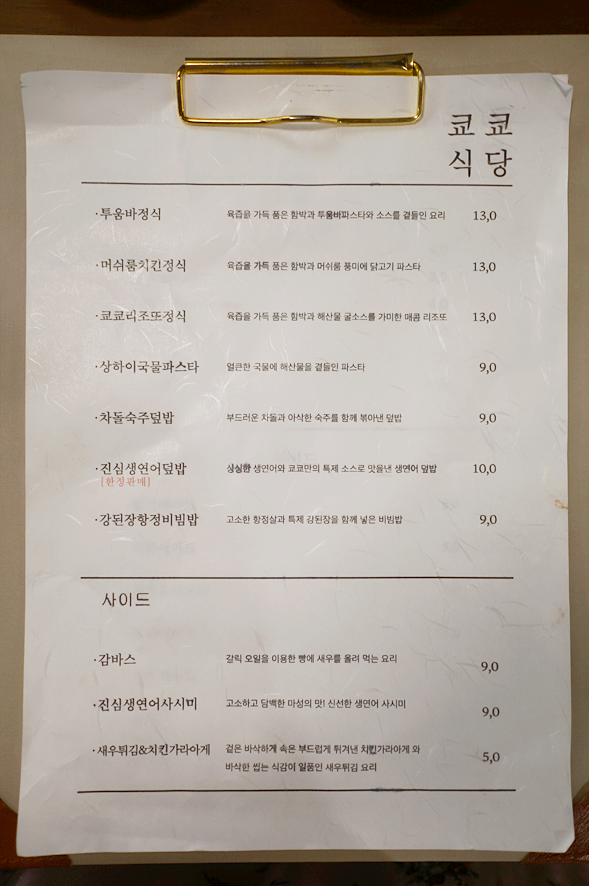 쿄쿄
식당
·투움바정식 육즙을 가득 품은 함박과 투움바파스타와 소스를 곁들인 요리 13,0
·머쉬룸치킨정식 육즙을 가득 품은 함박과 머쉬룸 풍미에 닭고기 파스타 13,0
·쿄쿄리조또정식 육즙을 가득 품은 함박과 해산물 굴소스를 가미한 매콤 리조또 13,0
·상하이국물파스타 얼큰한 국물에 해산물을 곁들인 파스타 9,0
·차돌숙주덮밥 부드러운 차돌과 아삭한 숙주를 함께 볶아낸 덮밥 9,0
·진심생연어덮밥 싱싱한 생연어와 쿄쿄만의 특제 소스로 맛을낸 생연어 덮밥 10,0
[한정판매]
·강된장항정비빔밥 고소한 항정살과 특제 강된장을 함께 넣은 비빔밥 9,0
사이드
·감바스 갈릭 오일을 이용한 빵에 새우를 올려 먹는 요리 9,0
·진심생연어사시미 고소하고 담백한 마성의 맛! 신선한 생연어 사시미 9,0
·새우튀김&치킨가라아게 겉은 바삭하게 속은 부드럽게 튀겨낸 치킨가라아게 와 5,0
바삭한 씹는 식감이 일품인 새우튀김 요리